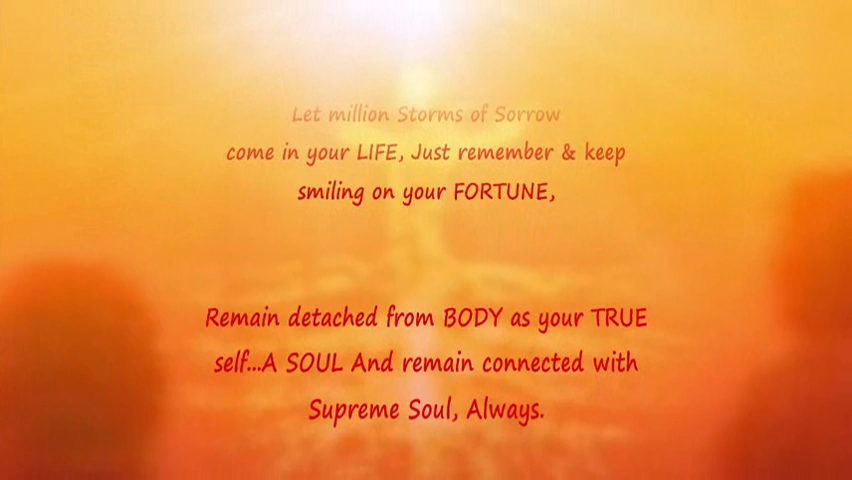 Let million Storms of Sorrow
come in your LIFE, Just remember & keep
smiling on your FORTUNE,
Remain detached from BODY as your TRUE
self...A SOUL And remain connected with
Supreme Soul, Always.